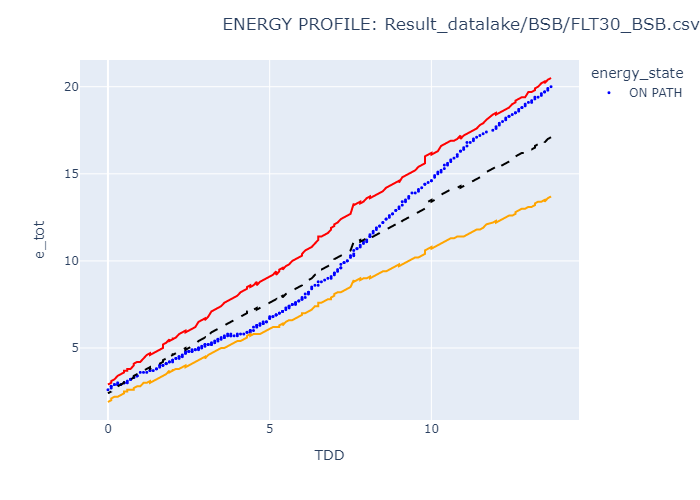 ENERGY PROFILE: Result_datalake/BSB/FLT30_BSB.csv
energy_state
ON PATH
20
15
10
5
e_tot
0
5
10
TDD